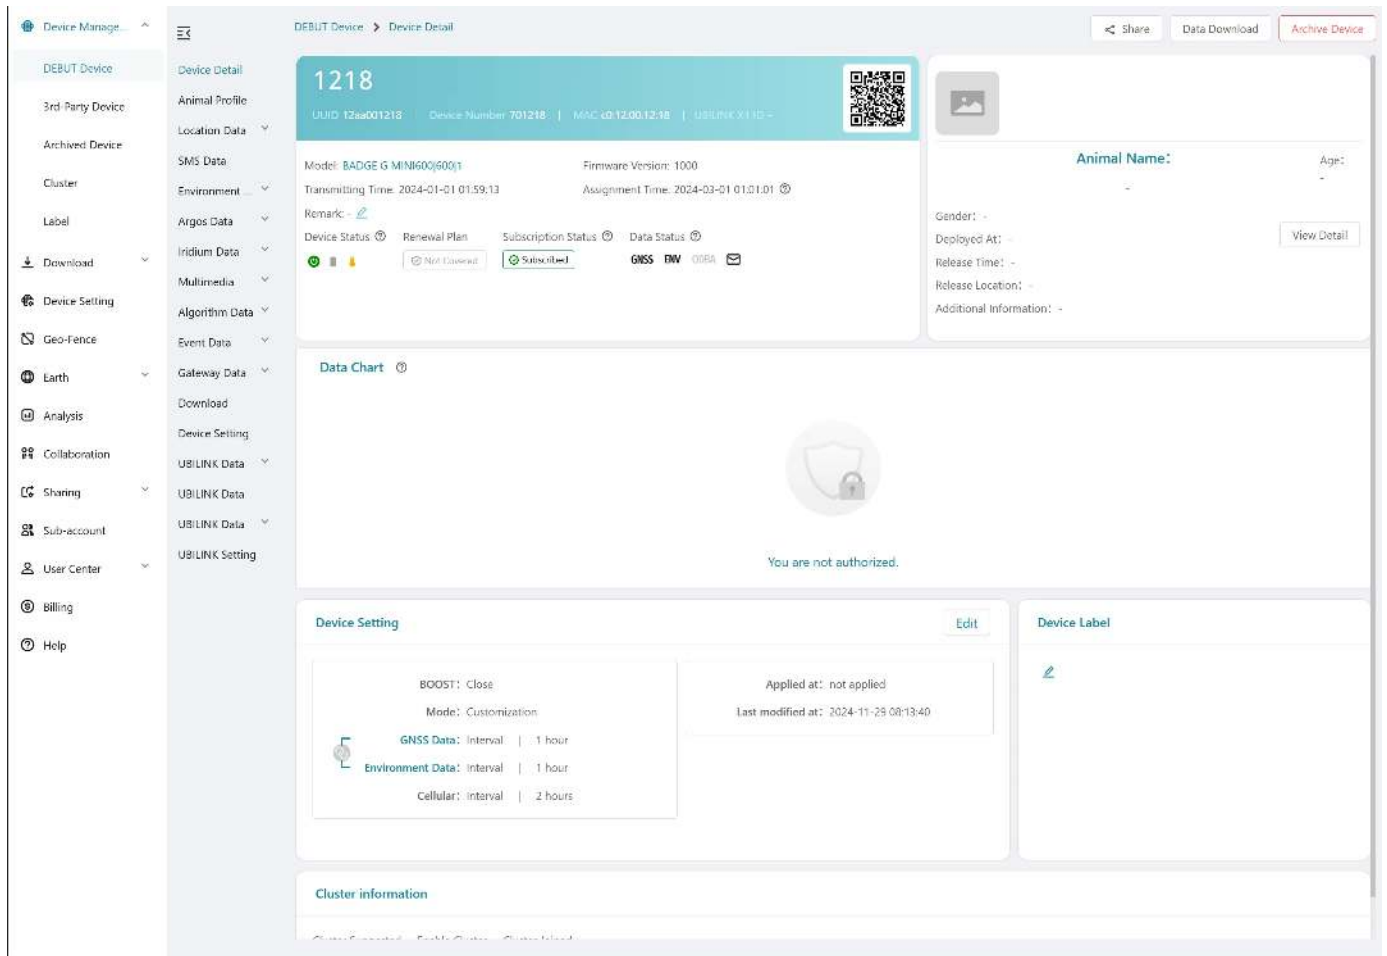 Device Manage...
DEBUT Device
3rd-Party Device
Archived Device
Cluster
Label
Download
Device Setting
Geo-Fence
Earth
Analysis
Collaboration
Sharing
Sub-account
User Center
Billing
Help
Device Detail
Animal Profile
Location Data
SMS Data
Environment ...
Argos Data
Iridium Data
Multimedia
Algorithm Data
Event Data
Gateway Data
Download
Device Setting
UBILINK Data
UBILINK Data
UBILINK Data
UBILINK Setting
DEBUT Device > Device Detail
Share
Data Download
Archive Device
1218
UUID 12aa001218 Device Number 701218 | MAC c0:12:00:12:18 |
Model: BADGE G MINI600|600|1
Firmware Version: 1000
Transmitting Time: 2024-01-01 01:59:13
Assignment Time: 2024-03-01 01:01:01
Remark: -
Device Status
Renewal Plan
Subscription Status
Data Status
Not Covered
Subscribed
GNSS ENV ODBA
Animal Name:
-
Age:
-
Gender: -
Deployed At: -
Release Time: -
Release Location: -
Additional Information: -
View Detail
Data Chart
You are not authorized.
Device Setting
Edit
BOOST: Close
Mode: Customization
GNSS Data: Interval | 1 hour
Environment Data: Interval | 1 hour
Cellular: Interval | 2 hours
Applied at: not applied
Last modified at: 2024-11-29 08:13:40
Device Label
Cluster information